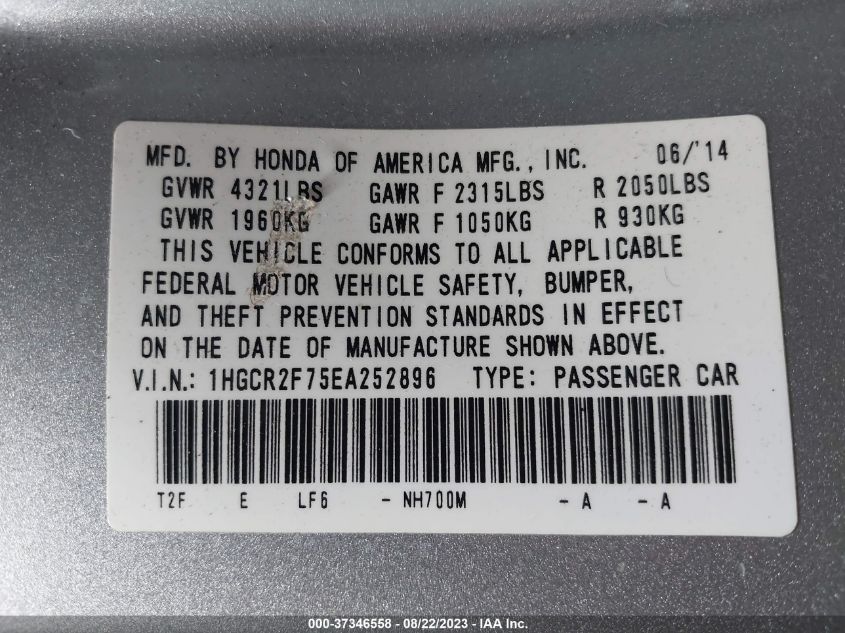 MFD. BY HONDA OF AMERICA MFG., INC. 06/'14
GVWR 4321LBS GAWR F 2315LBS R 2050LBS
GVWR 1960KG GAWR F 1050KG R 930KG
THIS VEHICLE CONFORMS TO ALL APPLICABLE
FEDERAL MOTOR VEHICLE SAFETY, BUMPER,
AND THEFT PREVENTION STANDARDS IN EFFECT
ON THE DATE OF MANUFACTURE SHOWN ABOVE.
V.I.N.: 1HGCR2F75EA252896 TYPE: PASSENGER CAR
T2F E LF6 - NH700M - A - A
000-37346558 - 08/22/2023 - IAA Inc.